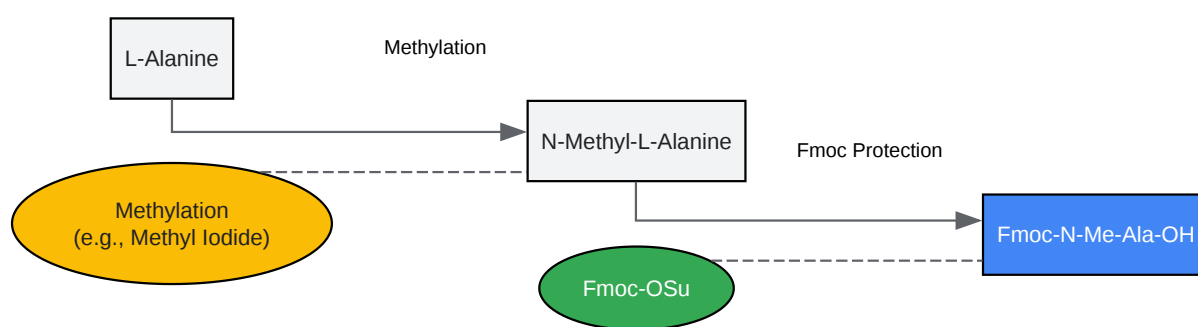 L-Alanine
Methylation
N-Methyl-L-Alanine
Fmoc Protection
Methylation
(e.g., Methyl Iodide)
Fmoc-N-Me-Ala-OH
Fmoc-OSu